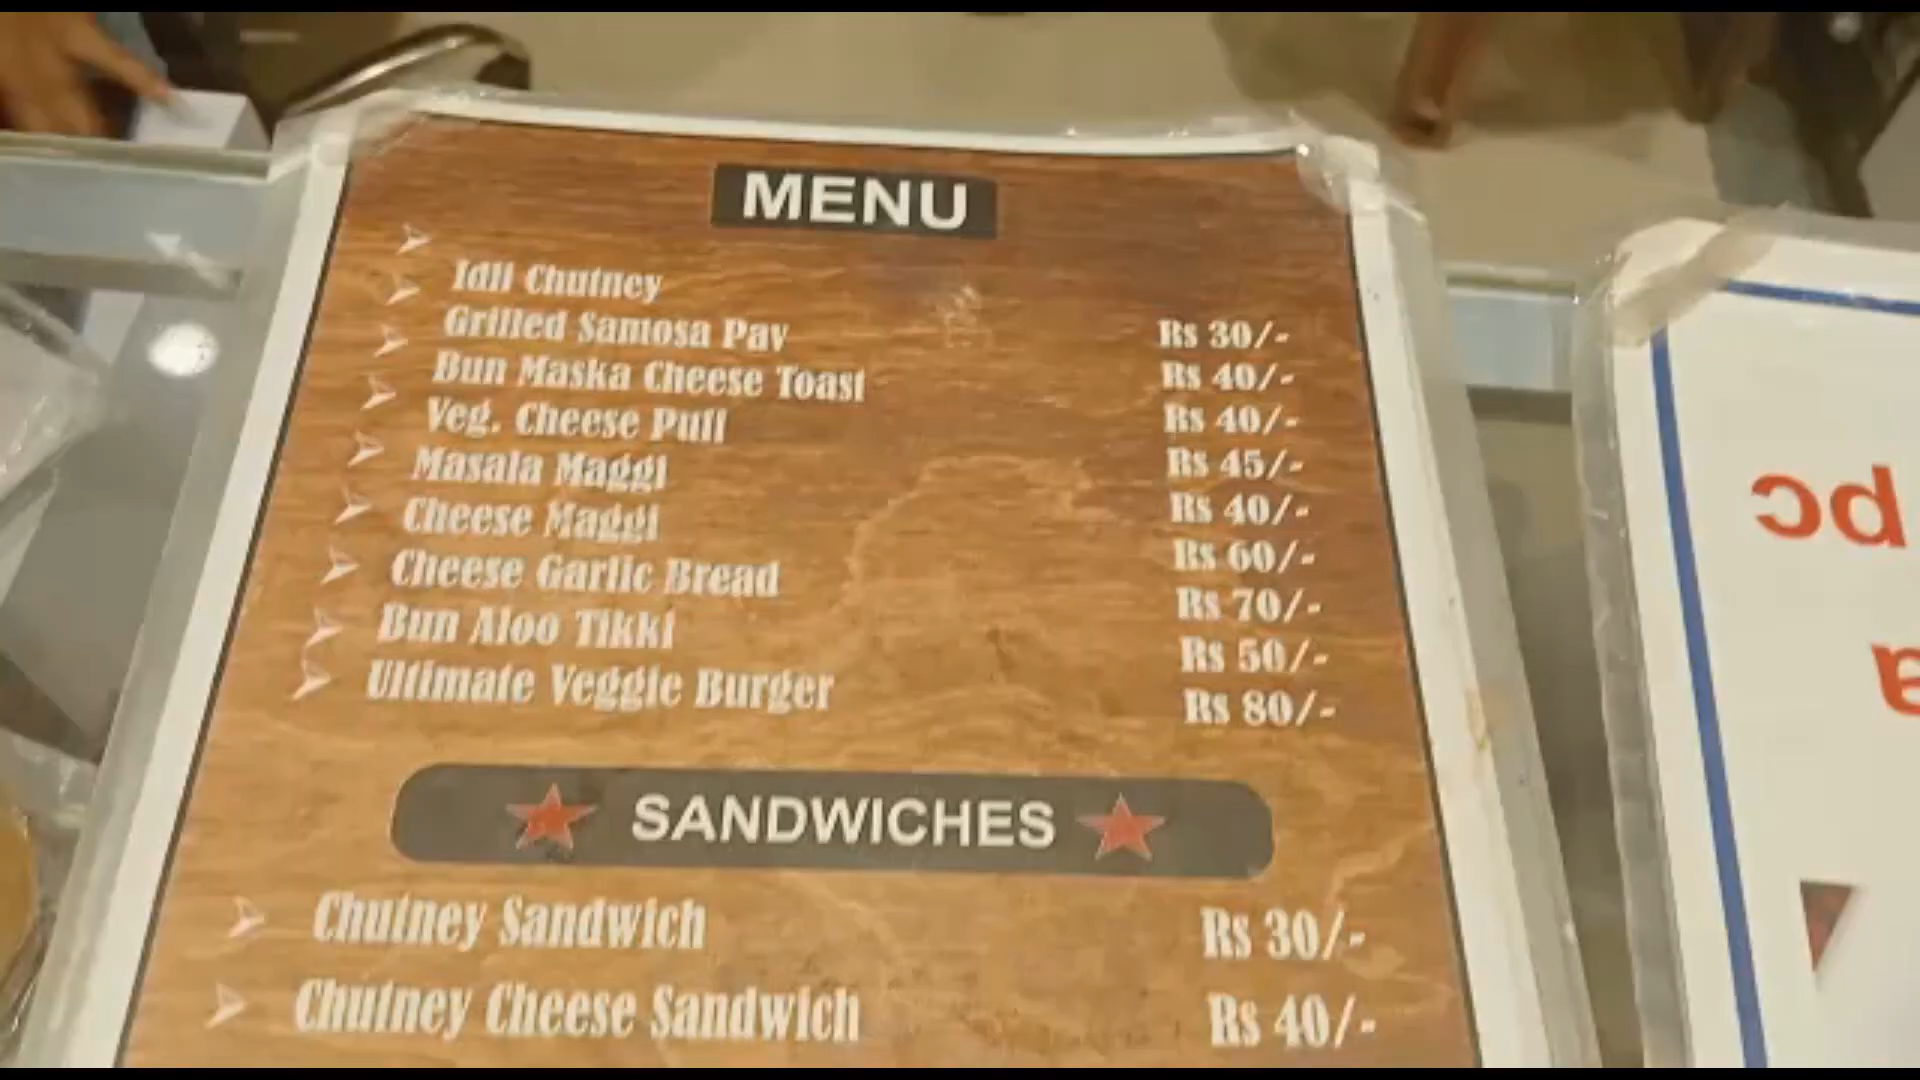 MENU
Idli Chutney Rs 30/-
Grilled Samosa Pav Rs 40/-
Bun Maska Cheese Toast Rs 40/-
Veg. Cheese Puff Rs 45/-
Masala Maggi Rs 40/-
Cheese Maggi Rs 60/-
Cheese Garlic Bread Rs 70/-
Bun Aloo Tikki Rs 50/-
Ultimate Veggie Burger Rs 80/-
SANDWICHES
Chutney Sandwich Rs 30/-
Chutney Cheese Sandwich Rs 40/-